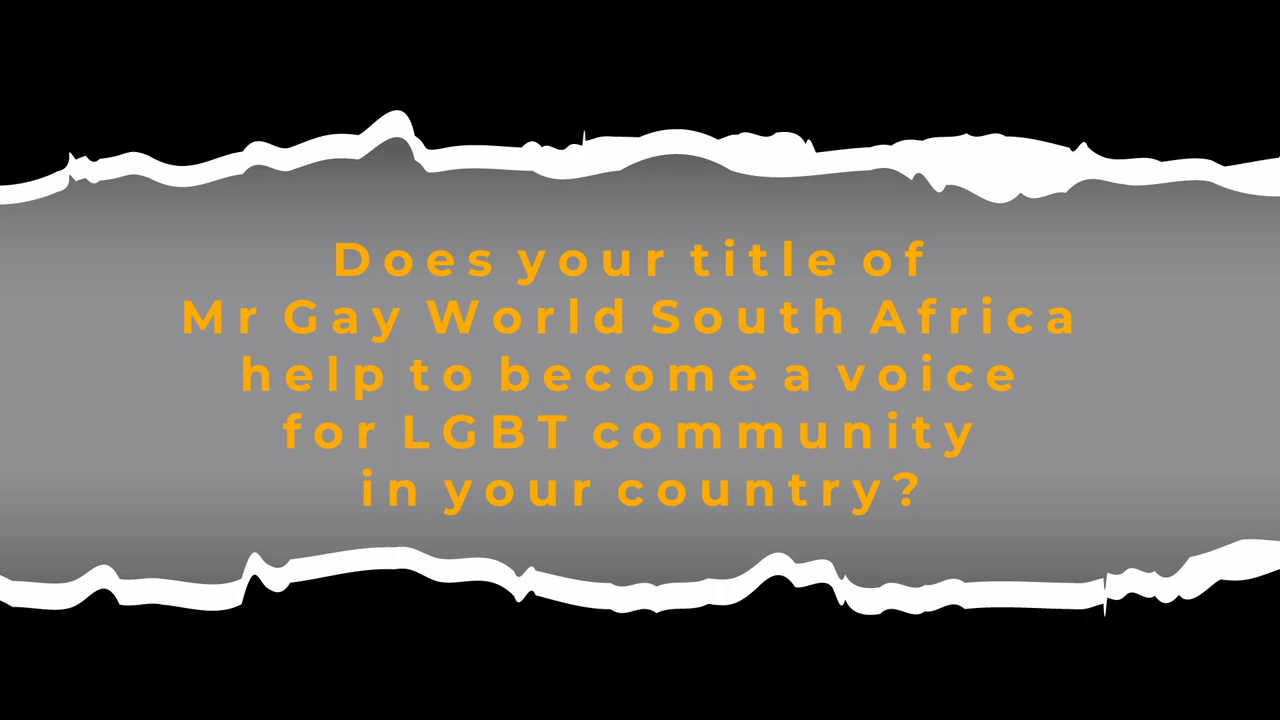 Does your title of
Mr Gay World South Africa
help to become a voice
for LGBT community
in your country?